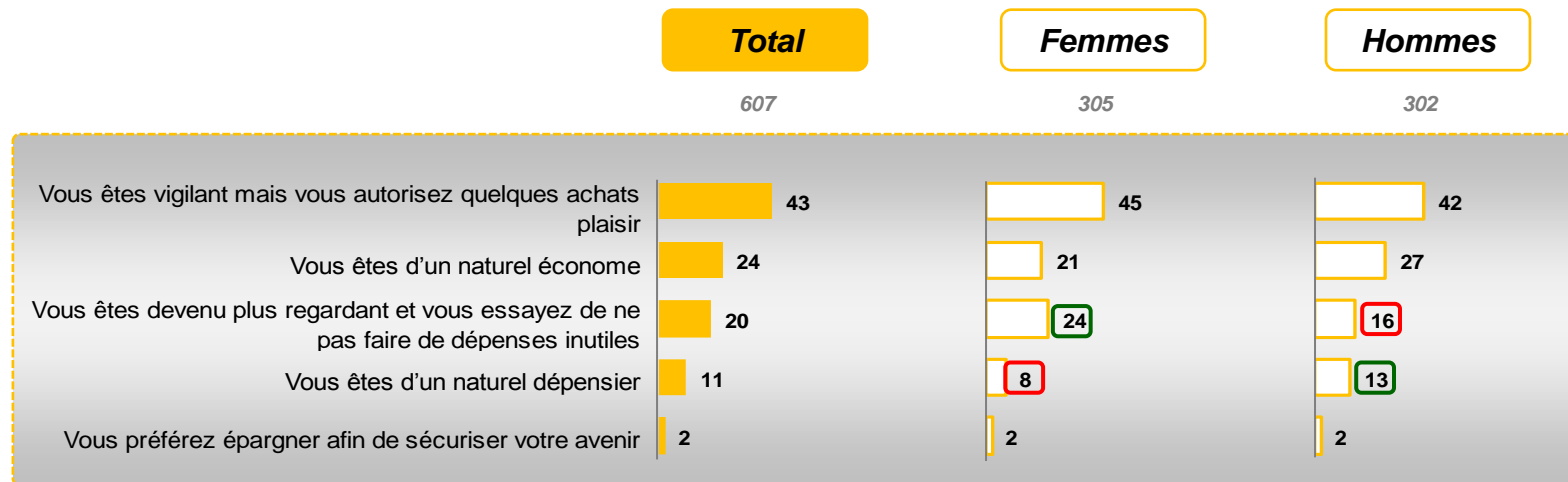 Total Femmes Hommes
607 305 302
Vous êtes vigilant mais vous autorisez quelques achats
plaisir
43 45 42
Vous êtes d’un naturel économe 24 21 27
Vous êtes devenu plus regardant et vous essayez de ne
pas faire de dépenses inutiles
20 24 16
Vous êtes d’un naturel dépensier 11 8 13
Vous préférez épargner afin de sécuriser votre avenir 2 2 2